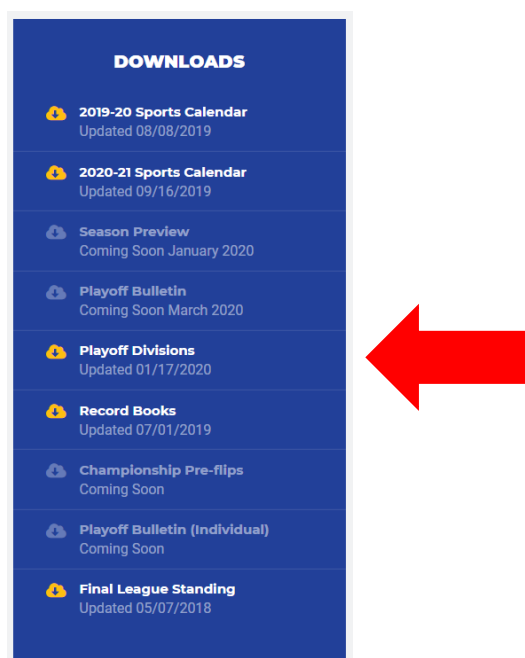 DOWNLOADS
2019-20 Sports Calendar
Updated 08/08/2019
2020-21 Sports Calendar
Updated 09/16/2019
Season Preview
Coming Soon January 2020
Playoff Bulletin
Coming Soon March 2020
Playoff Divisions
Updated 01/17/2020
Record Books
Updated 07/01/2019
Championship Pre-flips
Coming Soon
Playoff Bulletin (Individual)
Coming Soon
Final League Standing
Updated 05/07/2018